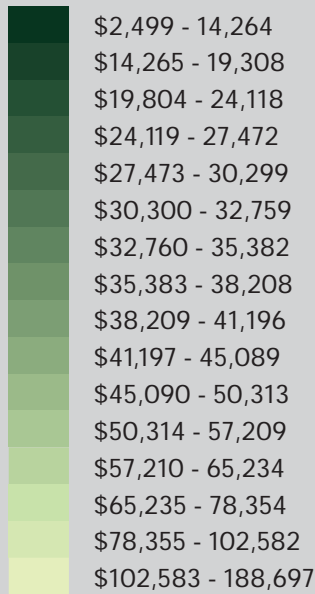 $2,499 - 14,264
$14,265 - 19,308
$19,804 - 24,118
$24,119 - 27,472
$27,473 - 30,299
$30,300 - 32,759
$32,760 - 35,382
$35,383 - 38,208
$38,209 - 41,196
$41,197 - 45,089
$45,090 - 50,313
$50,314 - 57,209
$57,210 - 65,234
$65,235 - 78,354
$78,355 - 102,582
$102,583 - 188,697